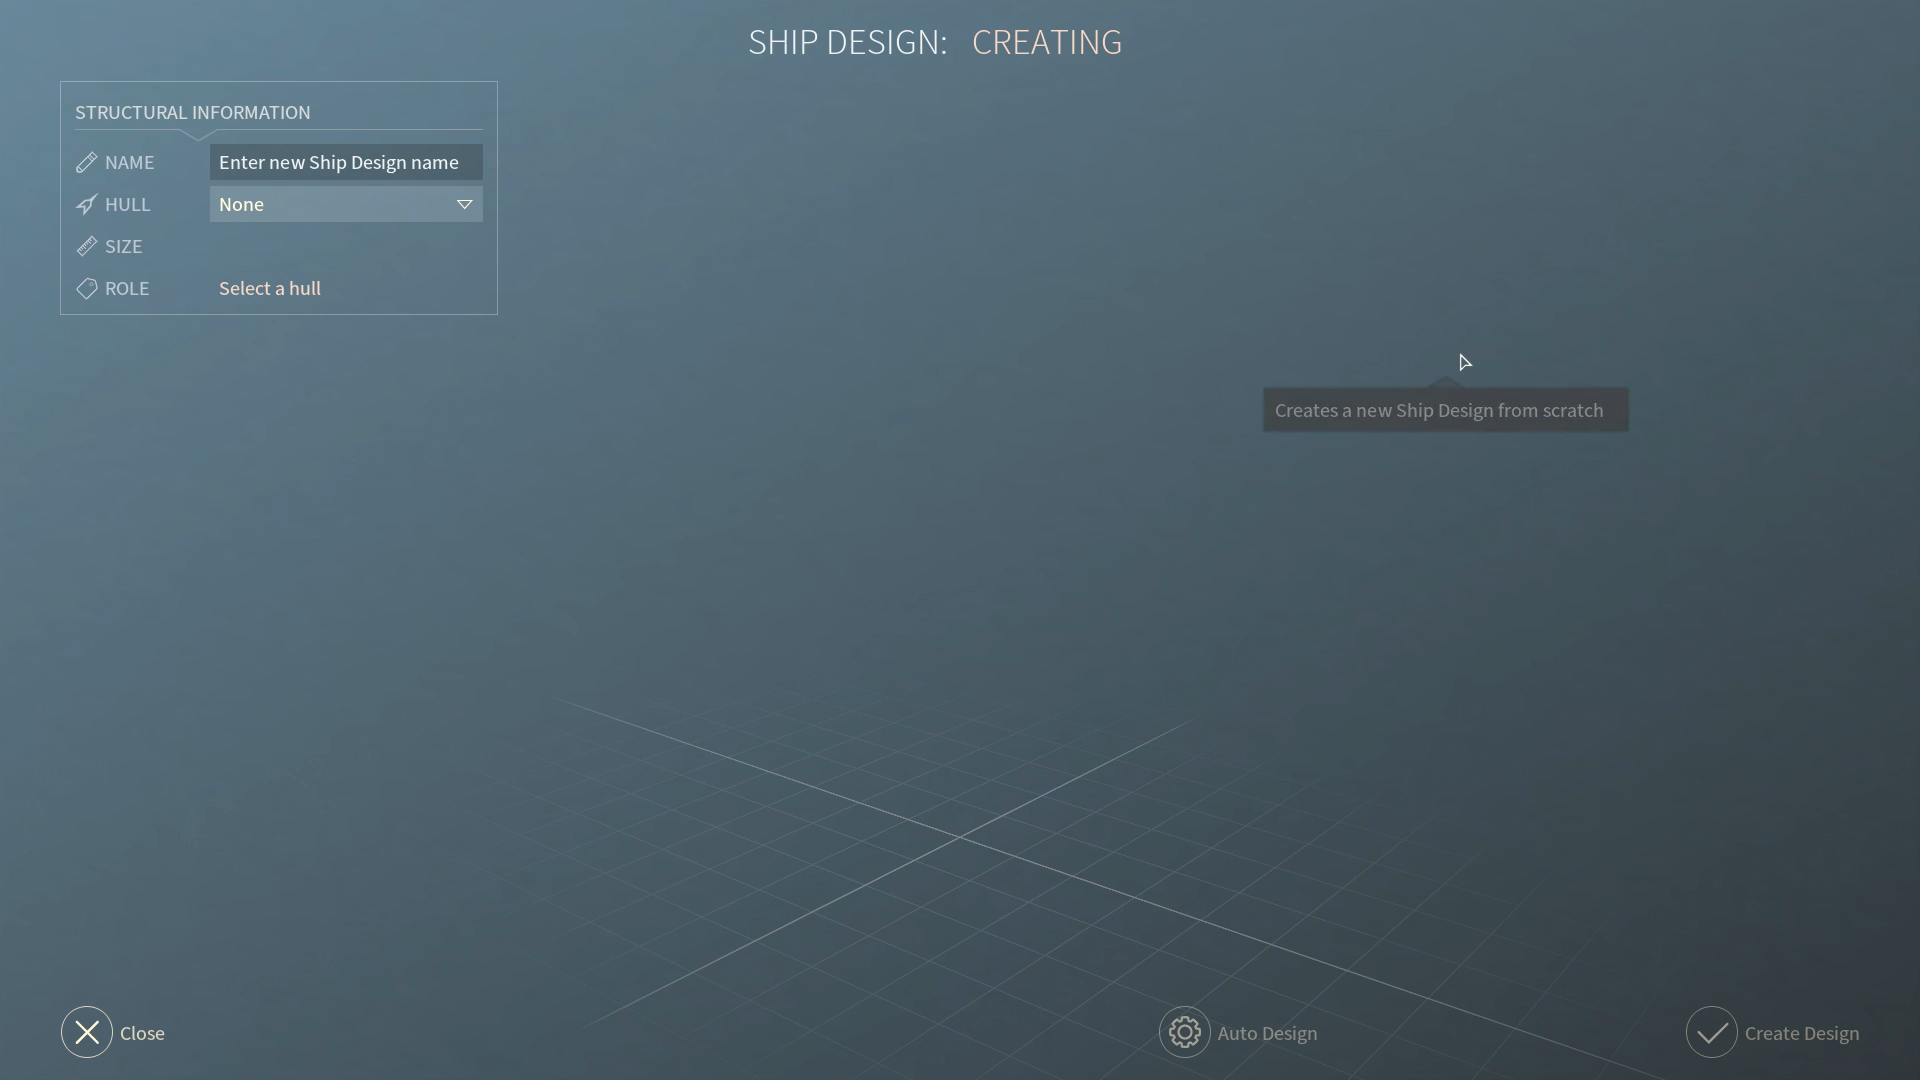 SHIP DESIGN: CREATING
STRUCTURAL INFORMATION
NAME Enter new Ship Design name
HULL None
SIZE
ROLE Select a hull
Creates a new Ship Design from scratch
Close
Auto Design
Create Design